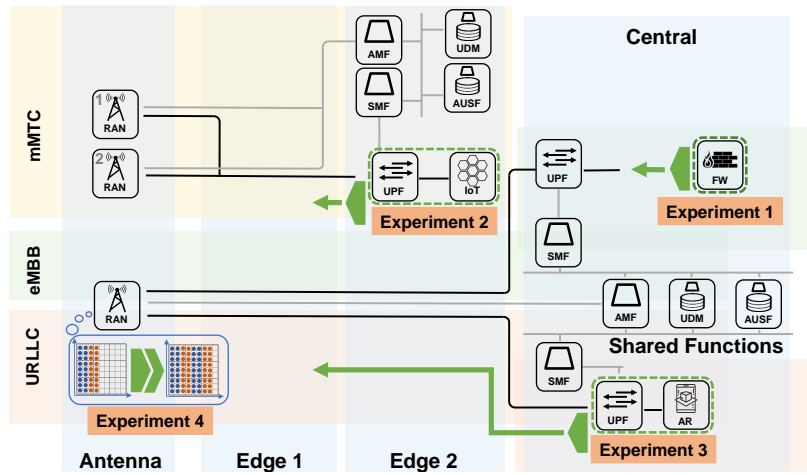 Central
mMTC
AMF
UDM
SMF
AUSF
1
RAN
2
RAN
UPF
IoT
Experiment 2
UPF
FW
Experiment 1
SMF
eMBB
RAN
AMF
UDM
AUSF
Shared Functions
URLLC
SMF
UPF
AR
Experiment 4
Experiment 3
Antenna
Edge 1
Edge 2